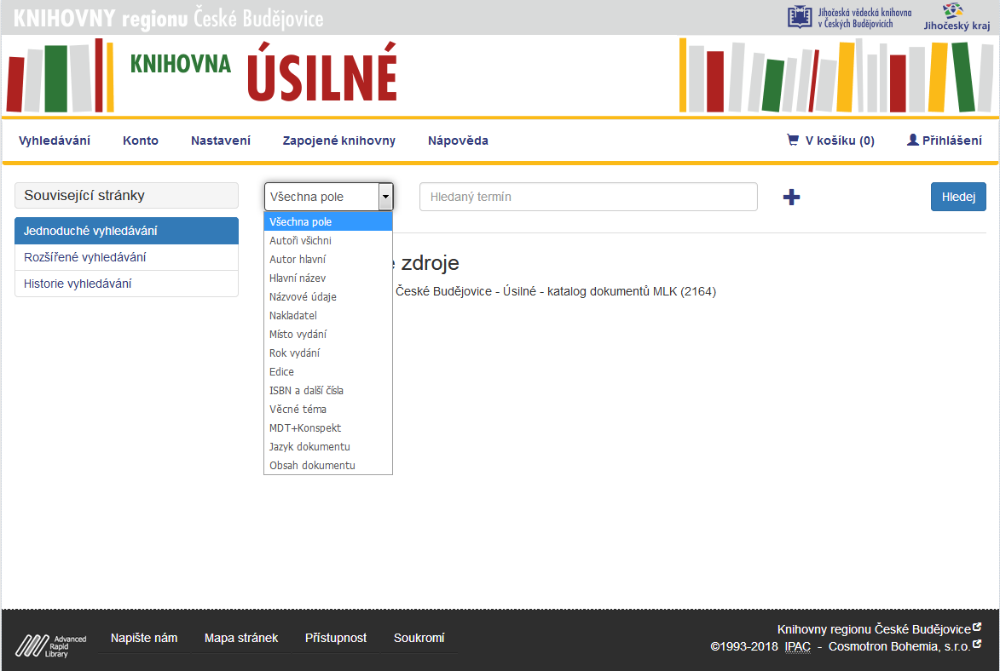 KNIHOVNY regionu České Budějovice
Jihočeská vědecká knihovna
v Českých Budějovicích
Jihočeský kraj
KNIHOVNA ÚSILNÉ
Vyhledávání Konto Nastavení Zapojené knihovny Nápověda V košíku (0) Přihlášení
Související stránky
Jednoduché vyhledávání
Rozšířené vyhledávání
Historie vyhledávání
Všechna pole
Hledaný termín
Hledej
Všechna pole
Autoři všichni
Autor hlavní
Hlavní název
Názvové údaje
Nakladatel
Místo vydání
Rok vydání
Edice
ISBN a další čísla
Věcné téma
MDT+Konspekt
Jazyk dokumentu
Obsah dokumentu
zdroje
České Budějovice - Úsilné - katalog dokumentů MLK (2164)
Advanced
Rapid
Library
Napište nám Mapa stránek Přístupnost Soukromí
Knihovny regionu České Budějovice
©1993-2018 IPAC - Cosmotron Bohemia, s.r.o.